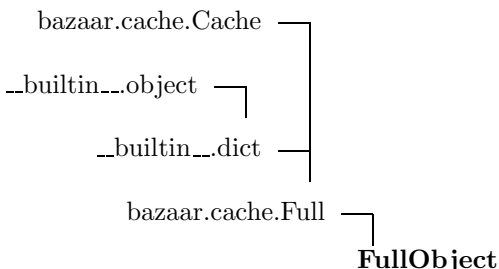 bazaar.cache.Cache
__builtin__.object
__builtin__.dict
bazaar.cache.Full
FullObject